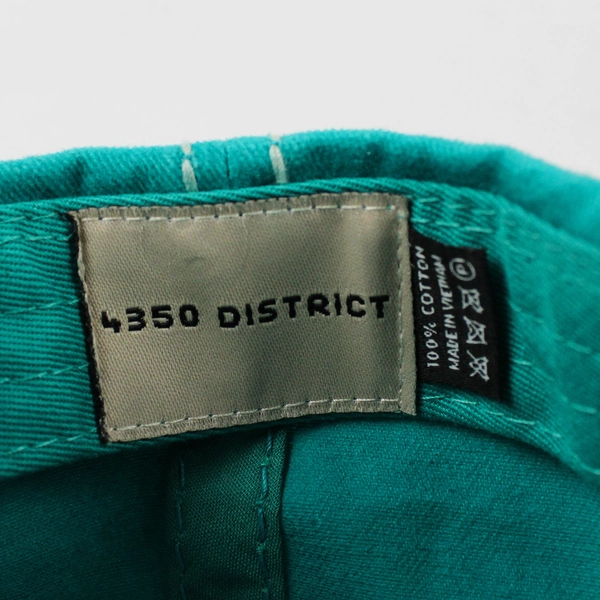 4350 DISTRICT
100% COTTON
MADE IN VIETNAM